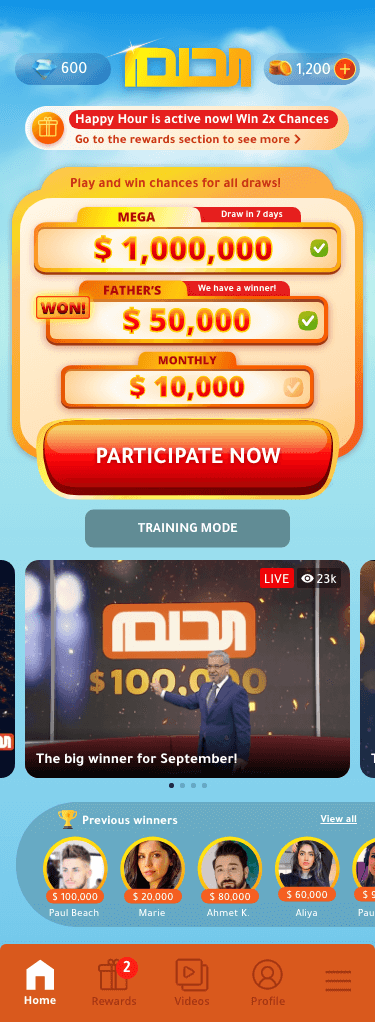 600
الحلم
1,200
Happy Hour is active now! Win 2x Chances
Go to the rewards section to see more
Play and win chances for all draws!
MEGA
Draw in 7 days
$ 1,000,000
FATHER'S
We have a winner!
WON!
$ 50,000
MONTHLY
$ 10,000
PARTICIPATE NOW
TRAINING MODE
LIVE
23k
الحلم
$100,000
The big winner for September!
Previous winners
View all
$ 100,000
$ 20,000
$ 80,000
$ 60,000
Paul Beach
Marie
Ahmet K.
Aliya
2
Home
Rewards
Videos
Profile